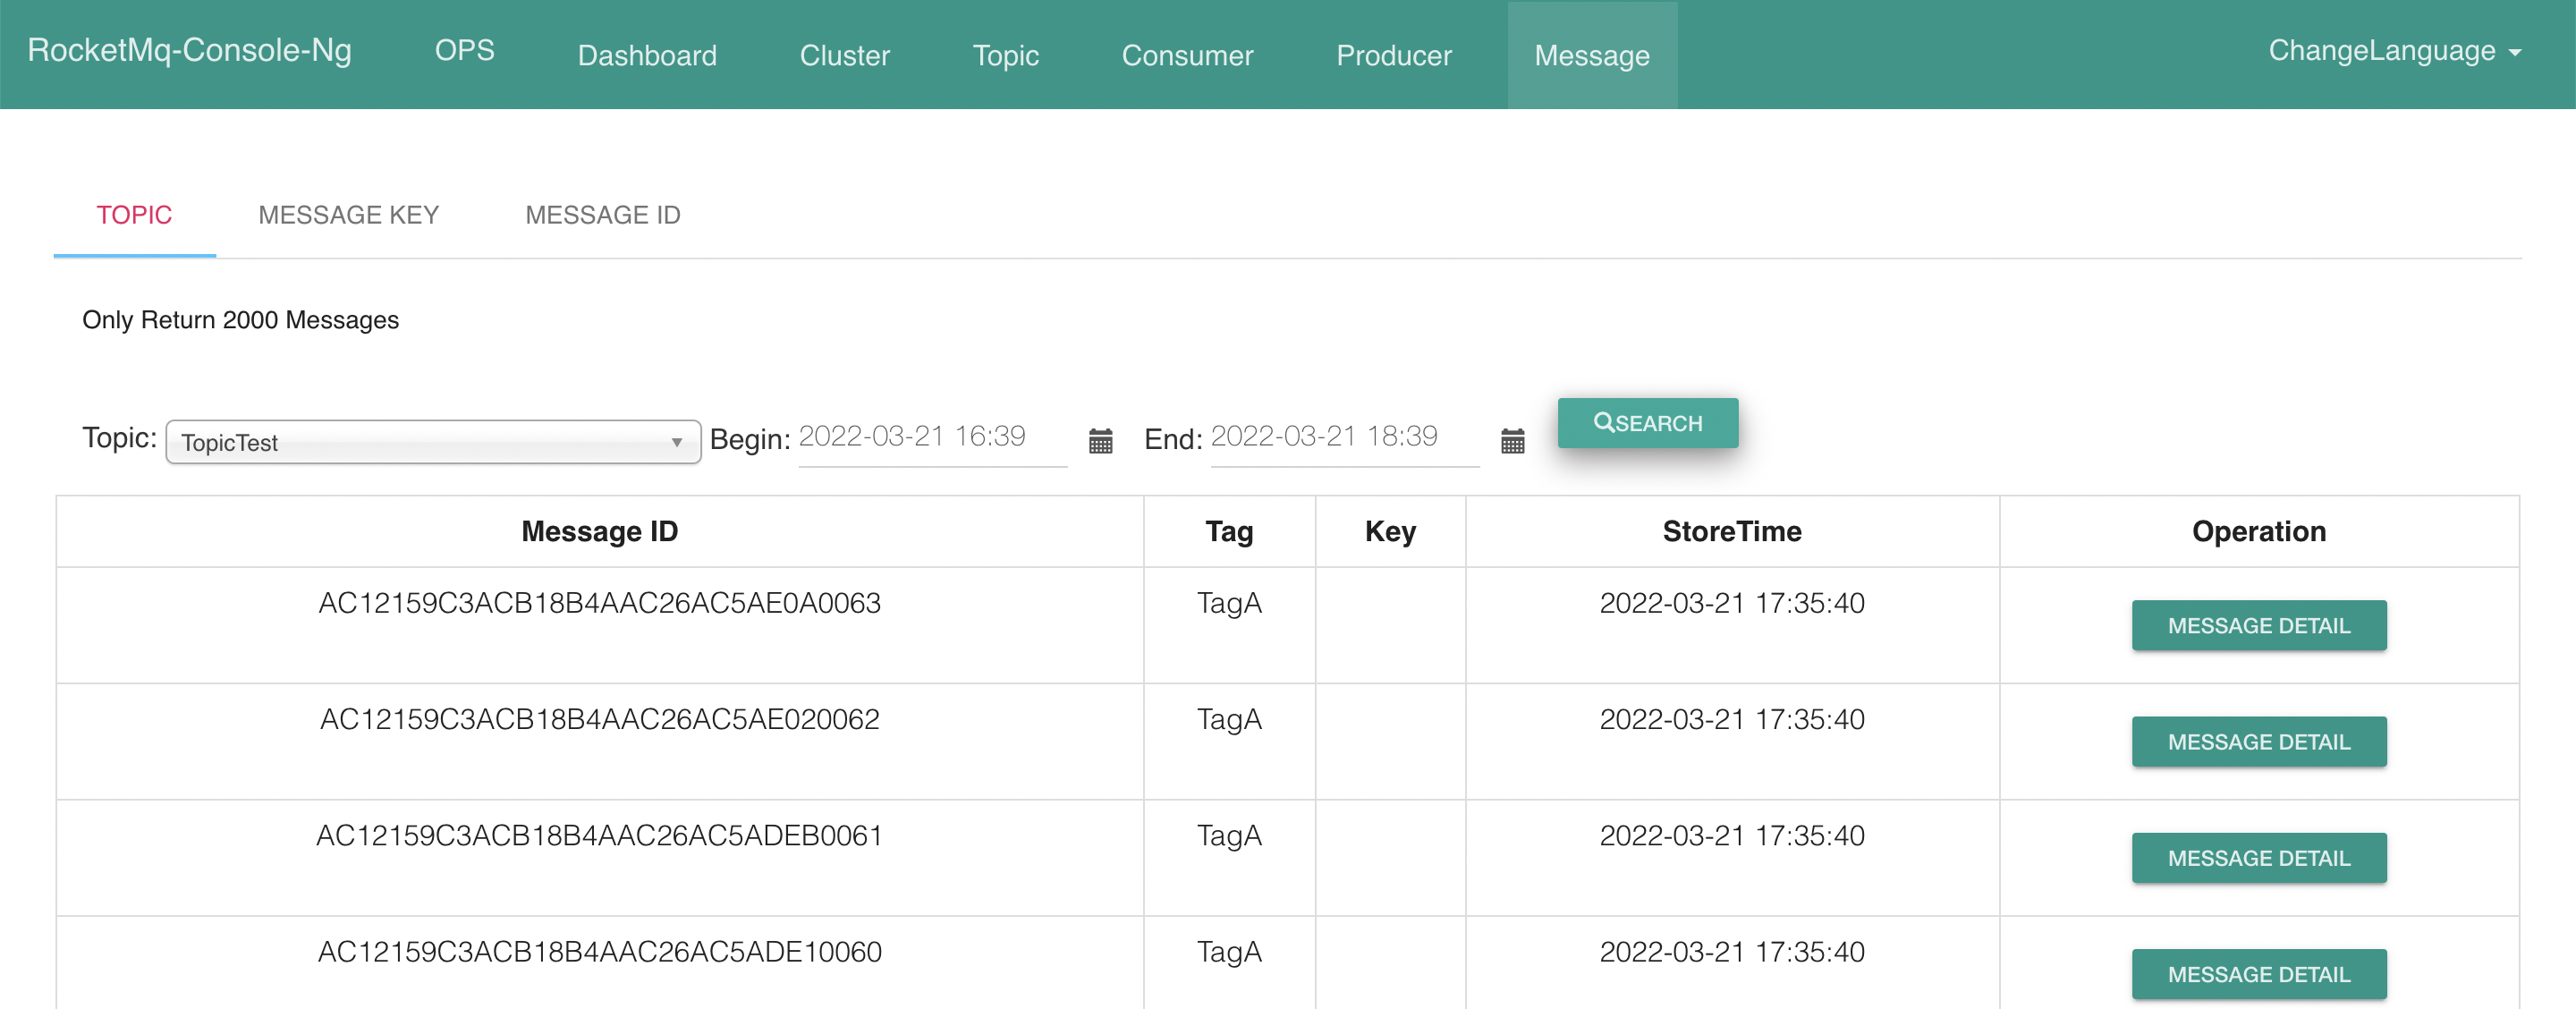 RocketMq-Console-Ng OPS Dashboard Cluster Topic Consumer Producer Message ChangeLanguage
TOPIC MESSAGE KEY MESSAGE ID
Only Return 2000 Messages
Topic: TopicTest Begin: 2022-03-21 16:39 End: 2022-03-21 18:39 SEARCH
Message ID Tag Key StoreTime Operation
AC12159C3ACB18B4AAC26AC5AE0A0063 TagA 2022-03-21 17:35:40 MESSAGE DETAIL
AC12159C3ACB18B4AAC26AC5AE020062 TagA 2022-03-21 17:35:40 MESSAGE DETAIL
AC12159C3ACB18B4AAC26AC5ADEB0061 TagA 2022-03-21 17:35:40 MESSAGE DETAIL
AC12159C3ACB18B4AAC26AC5ADE10060 TagA 2022-03-21 17:35:40 MESSAGE DETAIL